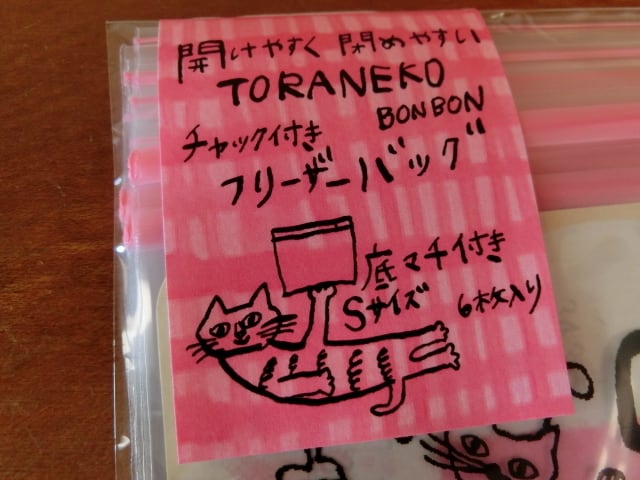 開けやすく 閉めやすい
TORANEKO
BONBON
チャック付き
フリーザーバッグ
底マチ付き
Sサイズ 6枚入り